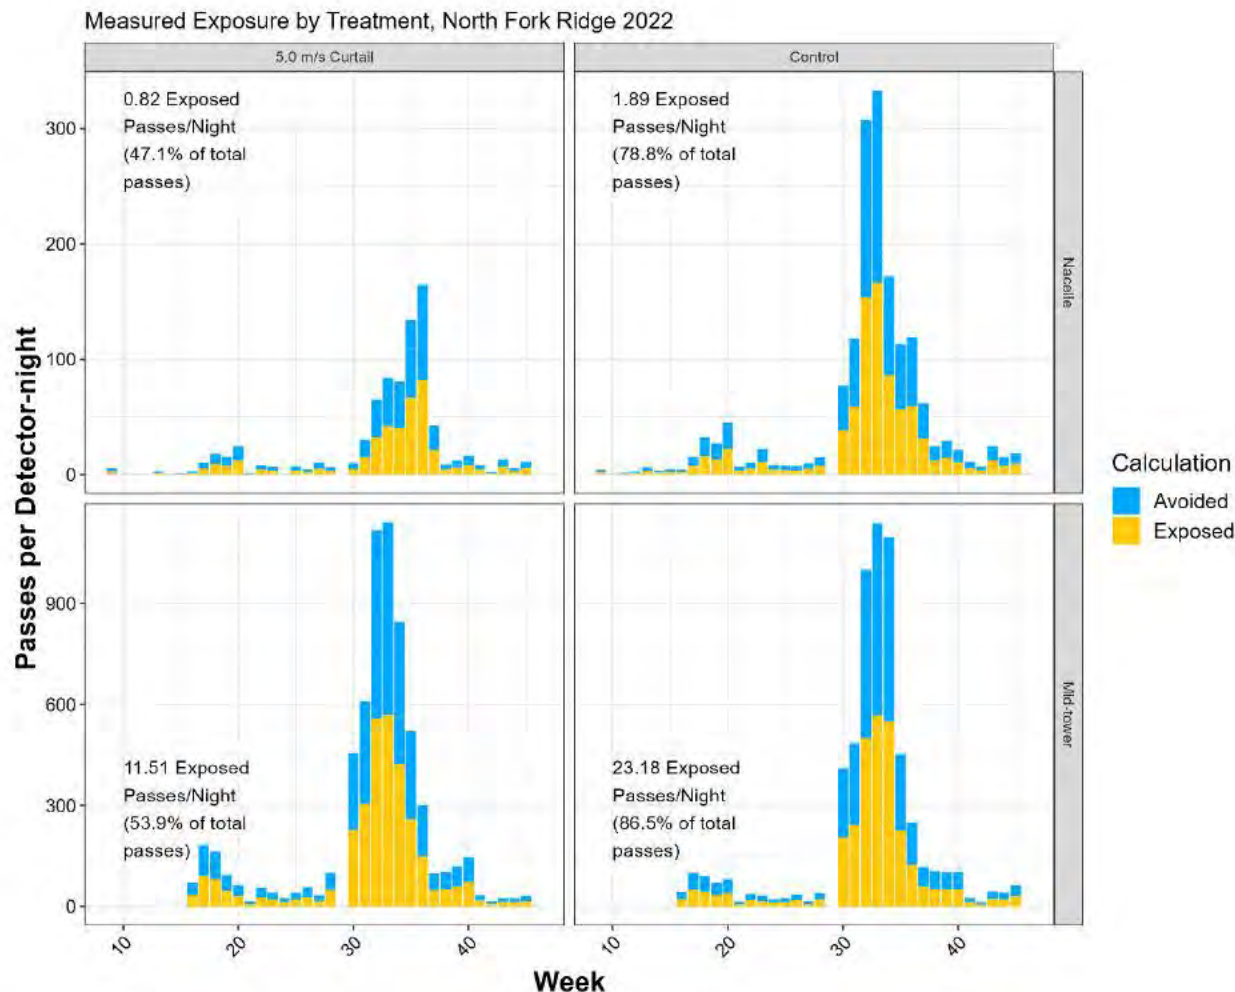 Measured Exposure by Treatment, North Fork Ridge 2022
5.0 m/s Curtail
Control
0.82 Exposed
Passes/Night
(47.1% of total
passes)
1.89 Exposed
Passes/Night
(78.8% of total
passes)
300
200
100
0
Nacelle
Passes per Detector-night
Calculation
Avoided
Exposed
11.51 Exposed
Passes/Night
(53.9% of total
passes)
23.18 Exposed
Passes/Night
(86.5% of total
passes)
900
600
300
0
Mid-tower
10
20
30
40
10
20
30
40
Week